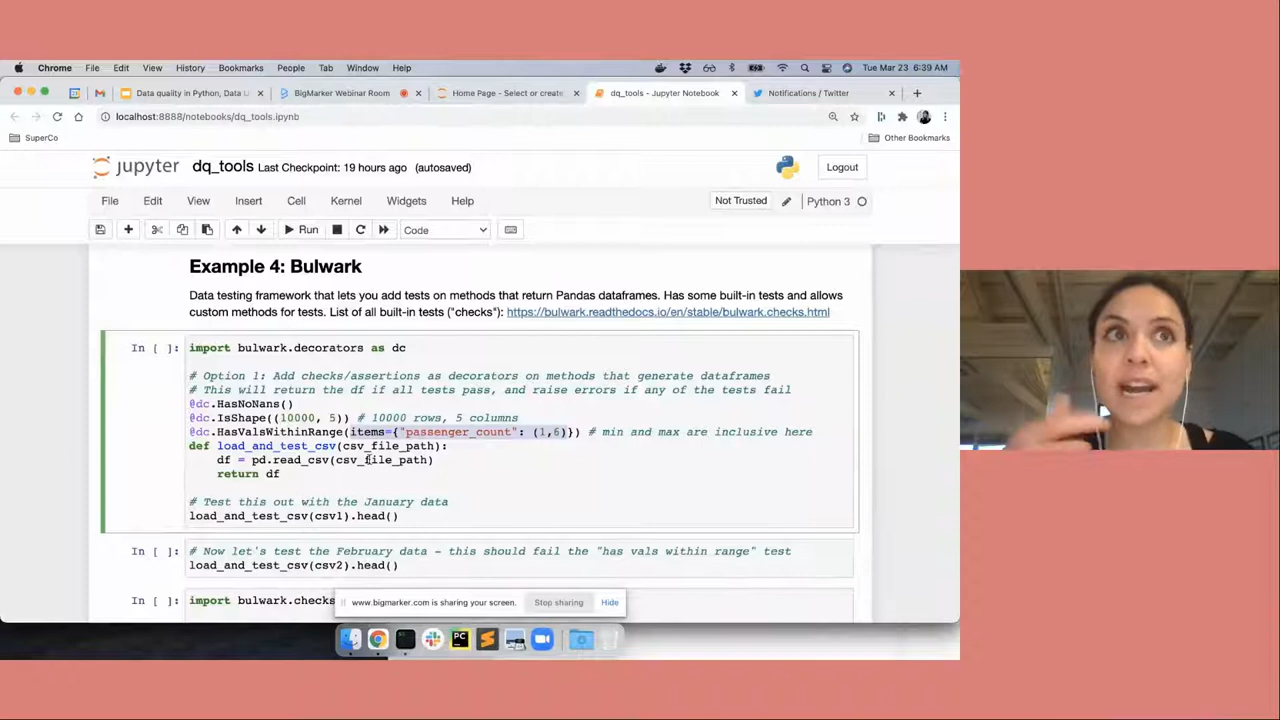 Chrome File Edit View History Bookmarks People Tab Window Help Tue Mar 23 6:39 AM
Data quality in Python, Data Li BigMarker Webinar Room Home Page - Select or create dq_tools - Jupyter Notebook Notifications / Twitter
localhost:8888/notebooks/dq_tools.ipynb
SuperCo Other Bookmarks
jupyter dq_tools Last Checkpoint: 19 hours ago (autosaved) Logout
File Edit View Insert Cell Kernel Widgets Help Not Trusted Python 3
Run Code
Example 4: Bulwark
Data testing framework that lets you add tests on methods that return Pandas dataframes. Has some built-in tests and allows
custom methods for tests. List of all built-in tests ("checks"): https://bulwark.readthedocs.io/en/stable/bulwark.checks.html
In [ ]: import bulwark.decorators as dc
# Option 1: Add checks/assertions as decorators on methods that generate dataframes
# This will return the df if all tests pass, and raise errors if any of the tests fail
@dc.HasNoNans()
@dc.IsShape((10000, 5)) # 10000 rows, 5 columns
@dc.HasValsWithinRange(items={"passenger_count": (1,6)}) # min and max are inclusive here
def load_and_test_csv(csv_file_path):
df = pd.read_csv(csv_file_path)
return df
# Test this out with the January data
load_and_test_csv(csv1).head()
In [ ]: # Now let's test the February data - this should fail the "has vals within range" test
load_and_test_csv(csv2).head()
In [ ]: import bulwark.checks
www.bigmarker.com is sharing your screen. Stop sharing Hide
PC